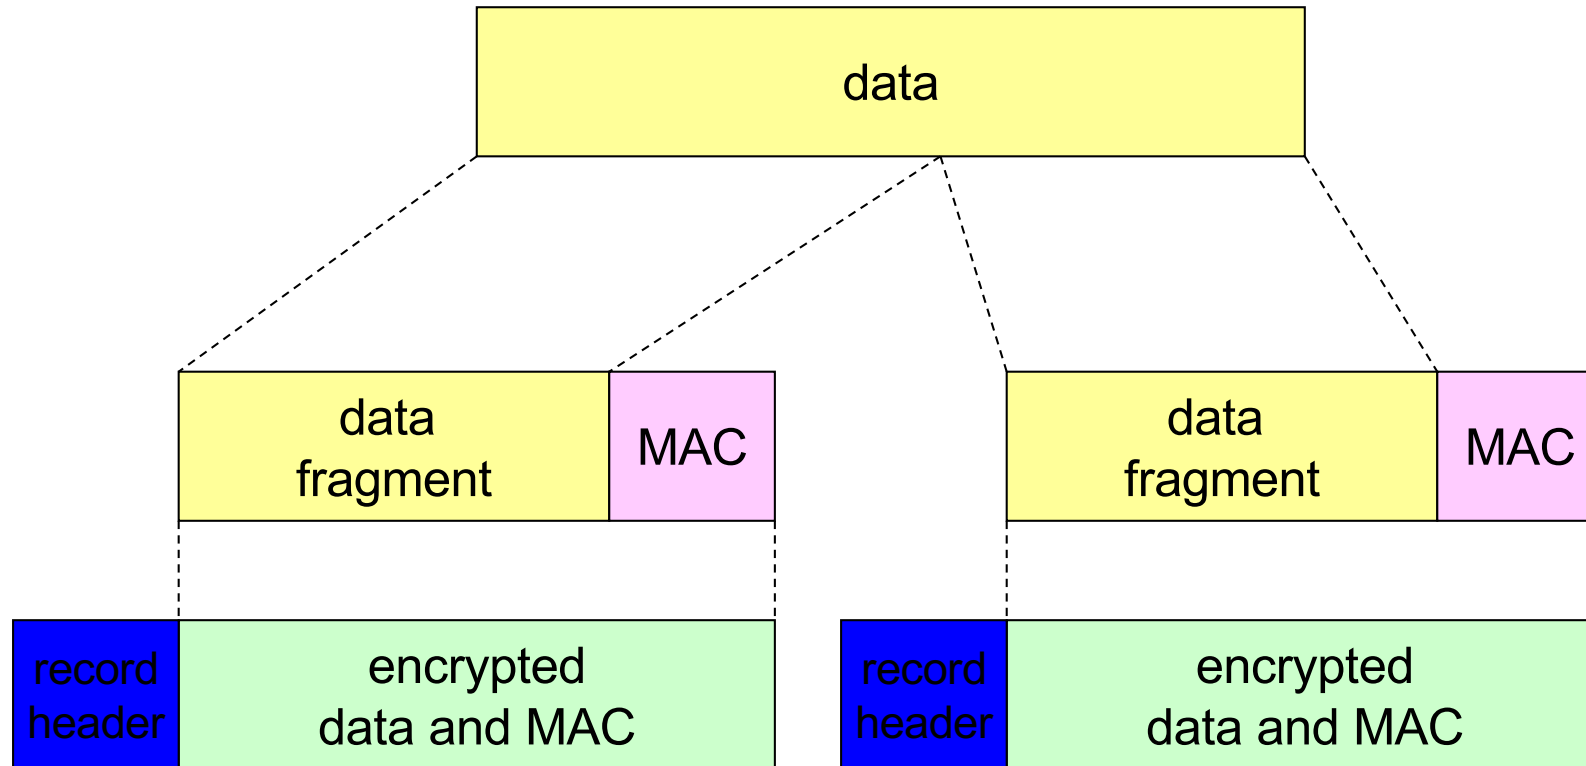 data
data
fragment
MAC
data
fragment
MAC
record
header
encrypted
data and MAC
record
header
encrypted
data and MAC